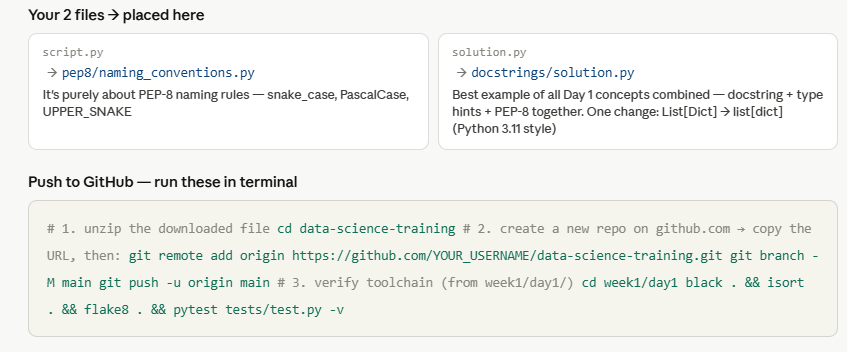 Your 2 files → placed here
script.py
→ pep8/naming_conventions.py
It's purely about PEP-8 naming rules — snake_case, PascalCase,
UPPER_SNAKE
solution.py
→ docstrings/solution.py
Best example of all Day 1 concepts combined — docstring + type
hints + PEP-8 together. One change: List[Dict] → list[dict]
(Python 3.11 style)
Push to GitHub — run these in terminal
# 1. unzip the downloaded file cd data-science-training # 2. create a new repo on github.com → copy the
URL, then: git remote add origin https://github.com/YOUR_USERNAME/data-science-training.git git branch -
M main git push -u origin main # 3. verify toolchain (from week1/day1/) cd week1/day1 black . && isort
. && flake8 . && pytest tests/test.py -v